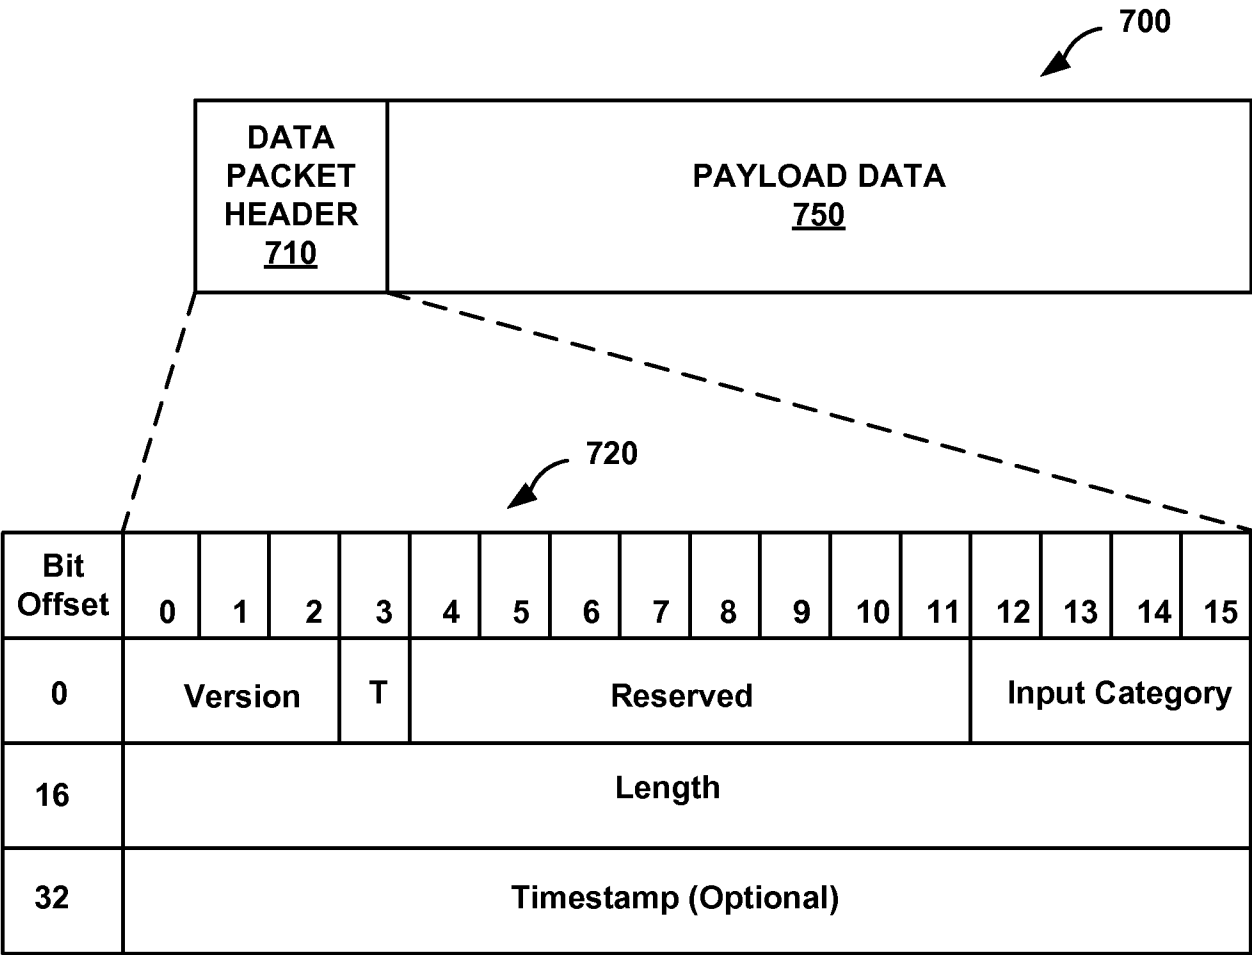 700
DATA
PACKET
HEADER
710
PAYLOAD DATA
750
720
Bit
Offset
0 1 2 3 4 5 6 7 8 9 10 11 12 13 14 15
0 Version T Reserved Input Category
16 Length
32 Timestamp (Optional)